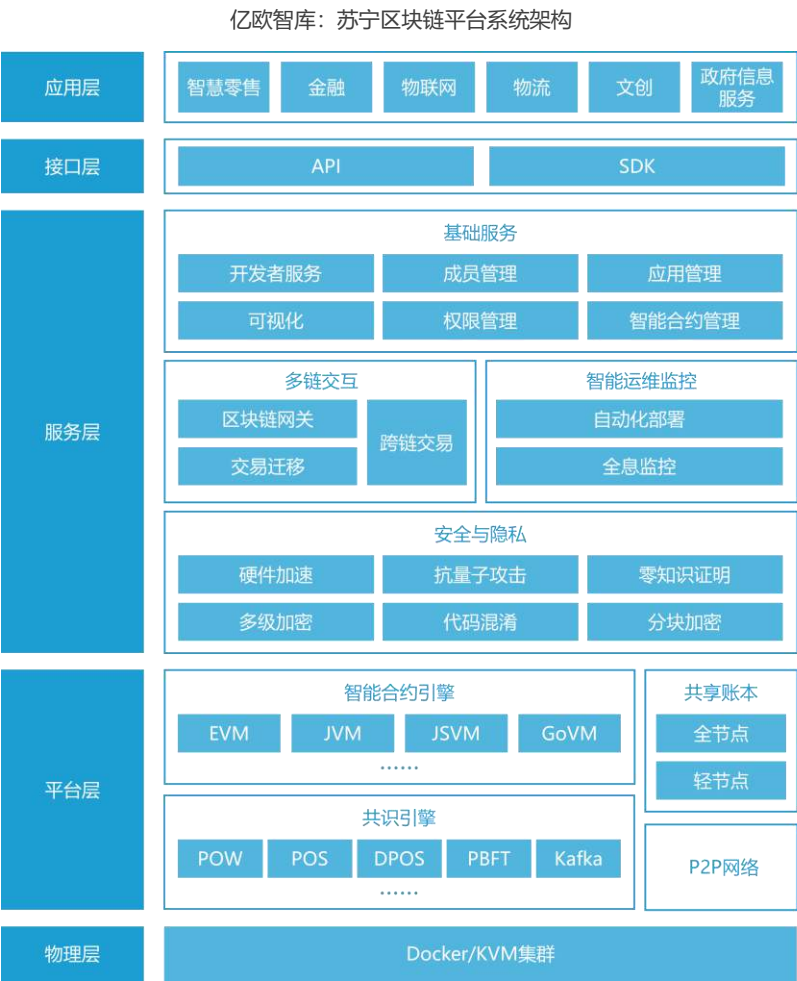 亿欧智库：苏宁区块链平台系统架构
应用层
智慧零售
金融
物联网
物流
文创
政府信息
服务
接口层
API
SDK
服务层
基础服务
开发者服务
成员管理
应用管理
可视化
权限管理
智能合约管理
多链交互
区块链网关
交易迁移
跨链交易
智能运维监控
自动化部署
全息监控
安全与隐私
硬件加速
抗量子攻击
零知识证明
多级加密
代码混淆
分块加密
平台层
智能合约引擎
EVM
JVM
JSVM
GoVM
……
共享账本
全节点
轻节点
共识引擎
POW
POS
DPOS
PBFT
Kafka
……
P2P网络
物理层
Docker/KVM集群